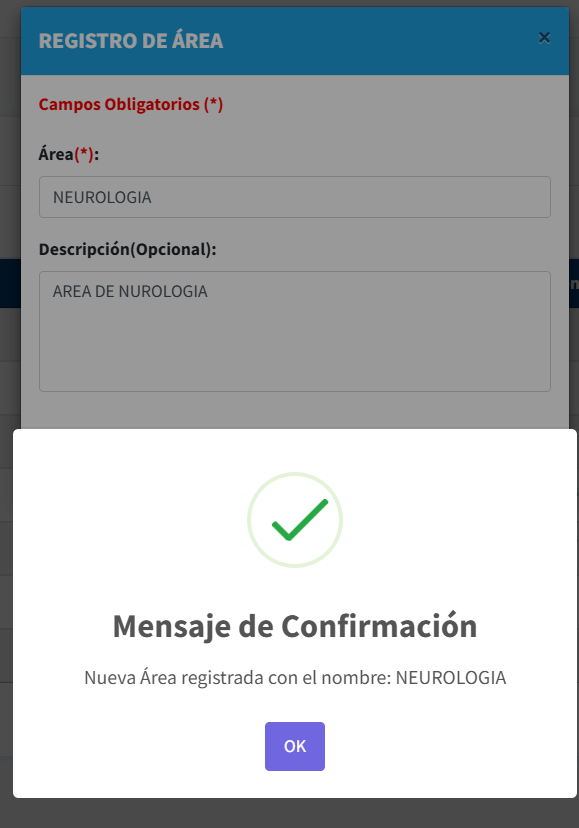 REGISTRO DE ÁREA ×
Campos Obligatorios (*)
Área(*):
NEUROLOGIA
Descripción(Opcional):
AREA DE NUROLOGIA
Mensaje de Confirmación
Nueva Área registrada con el nombre: NEUROLOGIA
OK